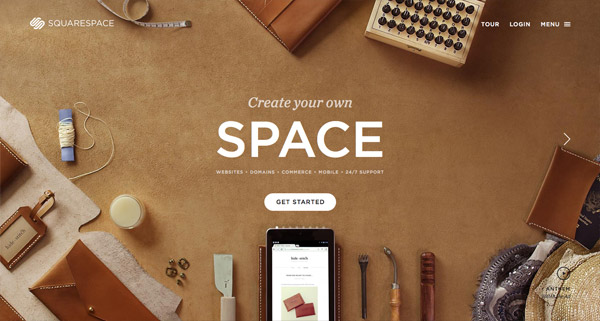 SQUARESPACE
TOUR LOGIN MENU
Create your own
SPACE
WEBSITES • DOMAINS • COMMERCE • MOBILE • 24/7 SUPPORT
GET STARTED
ANTHEM